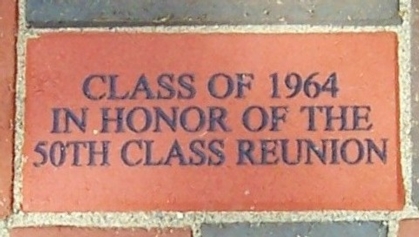 CLASS OF 1964
IN HONOR OF THE
50TH CLASS REUNION